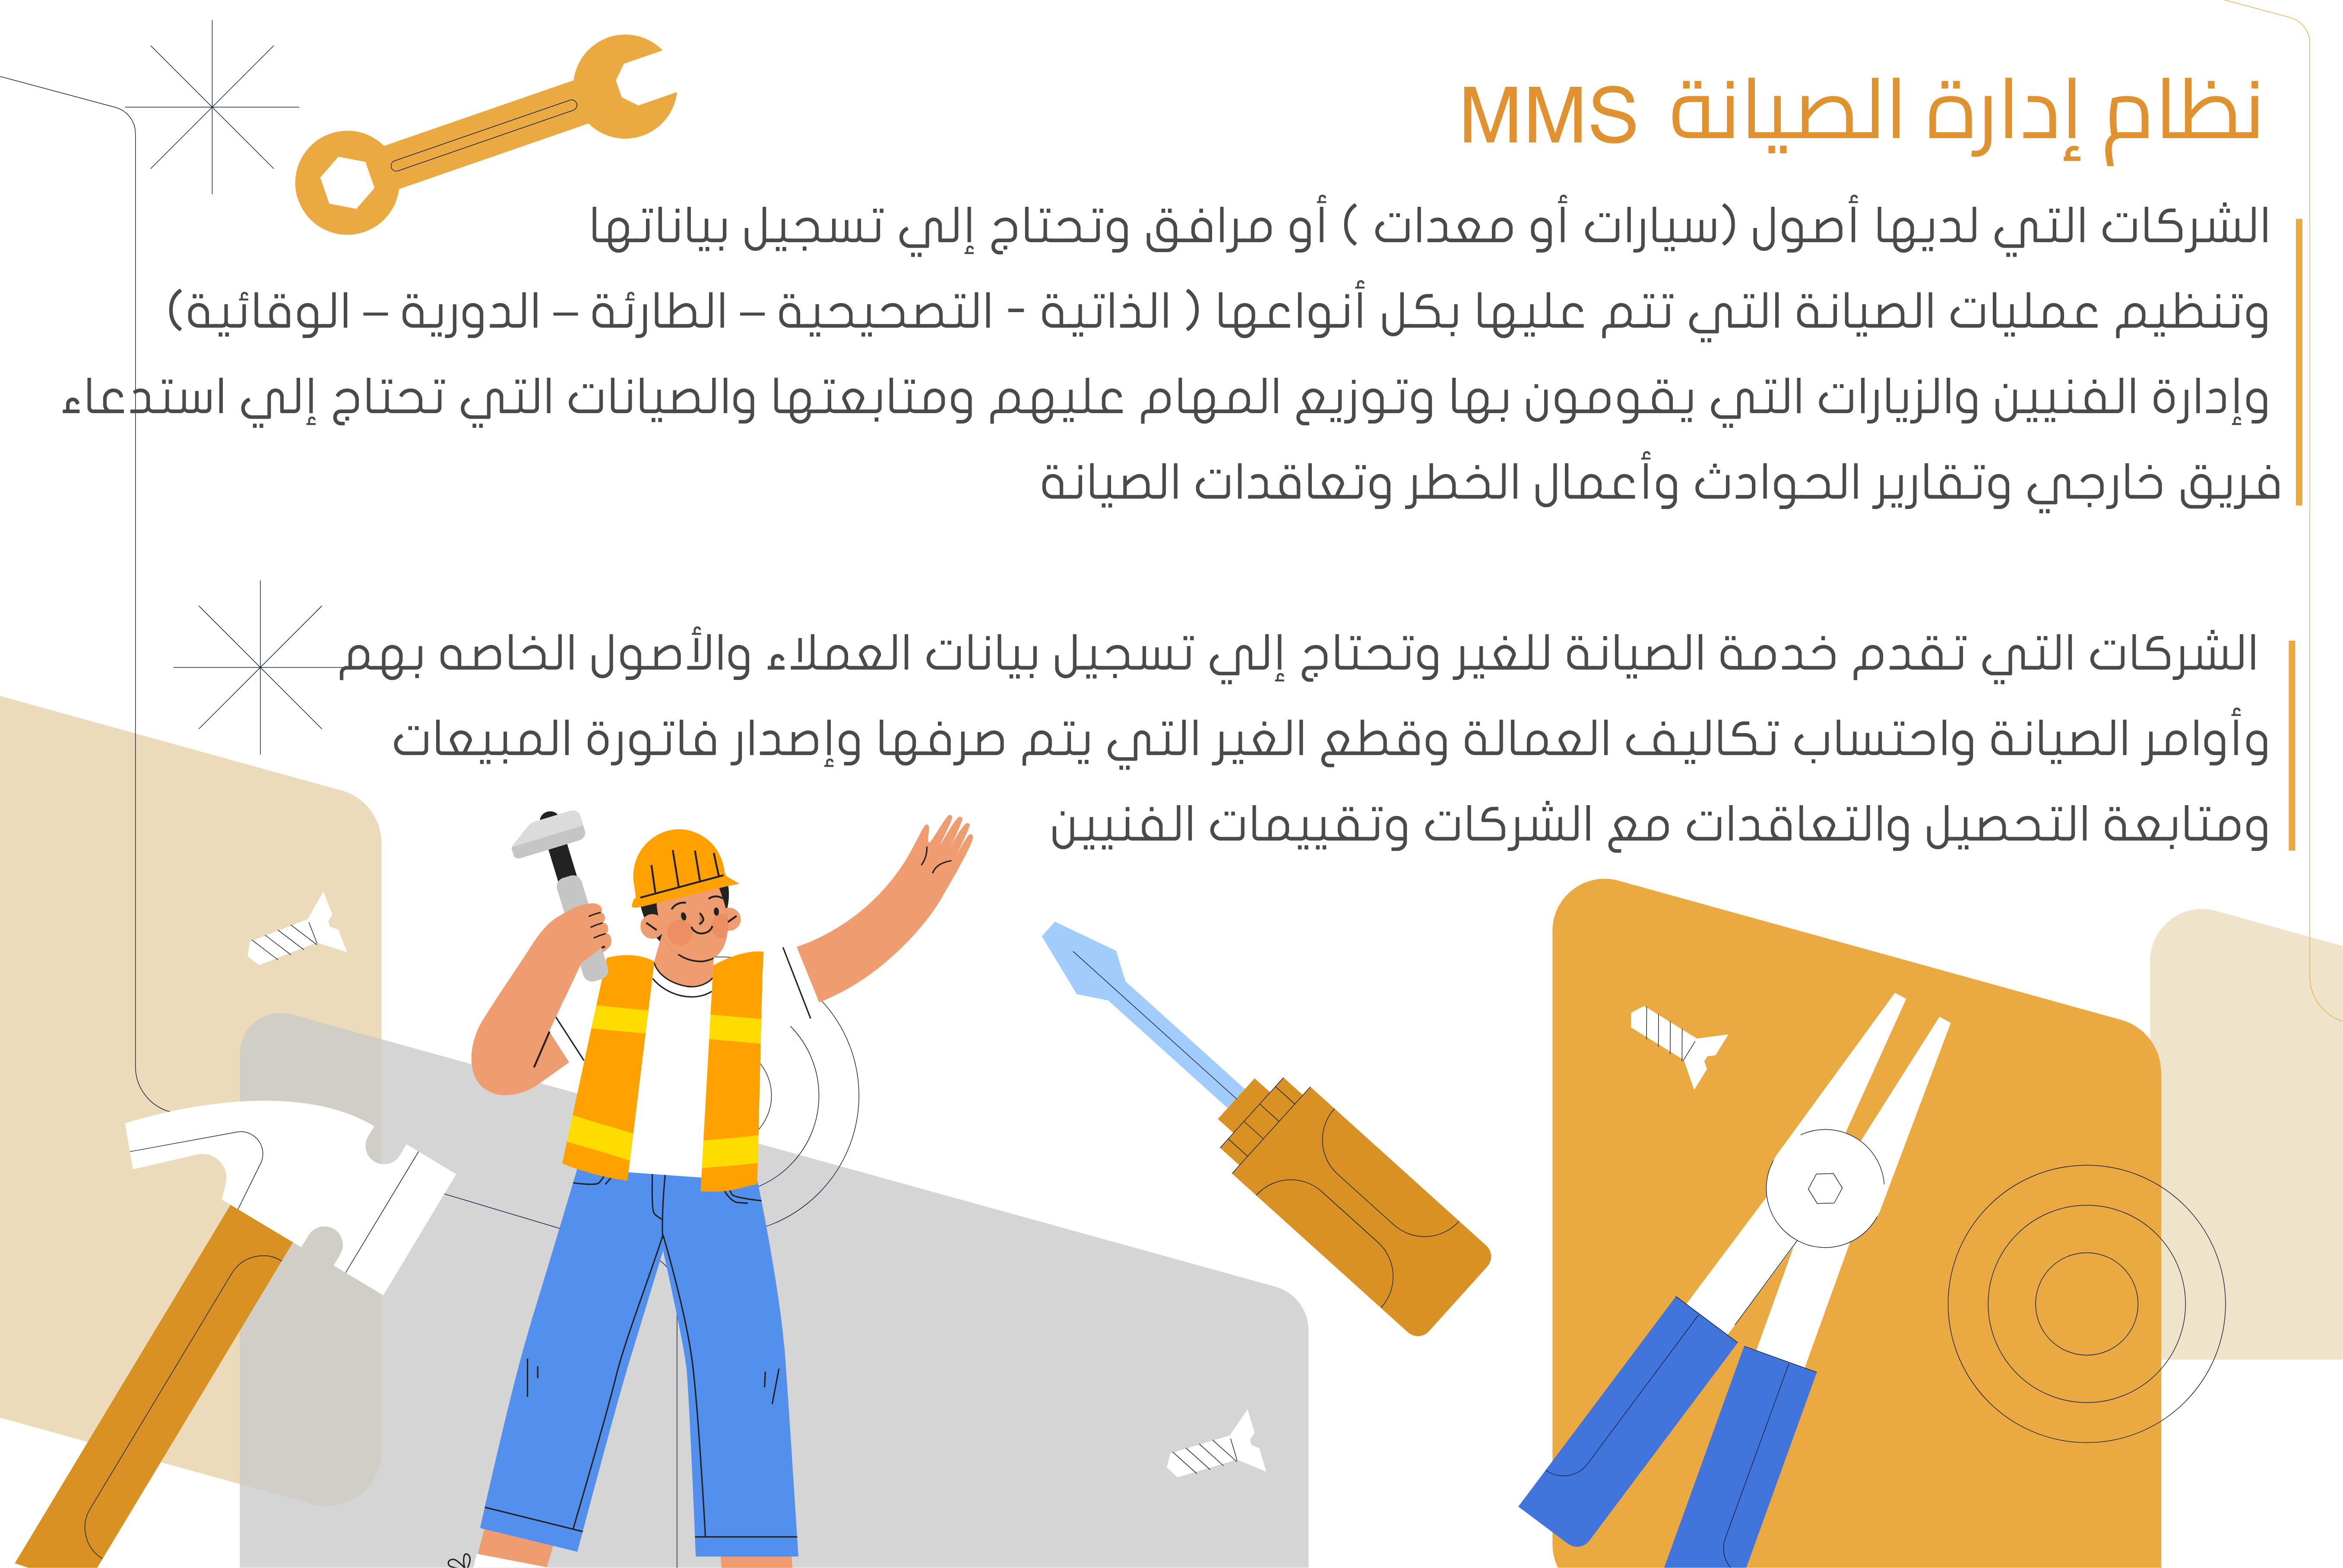 نظام إدارة الصيانة MMS
الشركات التي لديها أصول (سيارات أو معدات ) أو مرافق وتحتاج إلي تسجيل بياناتها
وتنظيم عمليات الصيانة التي تتم عليها بكل أنواعها ( الذاتية - التصحيحية – الطارئة – الدورية – الوقائية)
وإدارة الفنيين والزيارات التي يقومون بها وتوزيع المهام عليهم ومتابعتها والصيانات التي تحتاج إلي استدعاء
فريق خارجي وتقارير الحوادث وأعمال الخطر وتعاقدات الصيانة
الشركات التي تقدم خدمة الصيانة للغير وتحتاج إلي تسجيل بيانات العملاء والأصول الخاصه بهم
وأوامر الصيانة واحتساب تكاليف العمالة وقطع الغير التي يتم صرفها وإصدار فاتورة المبيعات
ومتابعة التحصيل والتعاقدات مع الشركات وتقييمات الفنيين